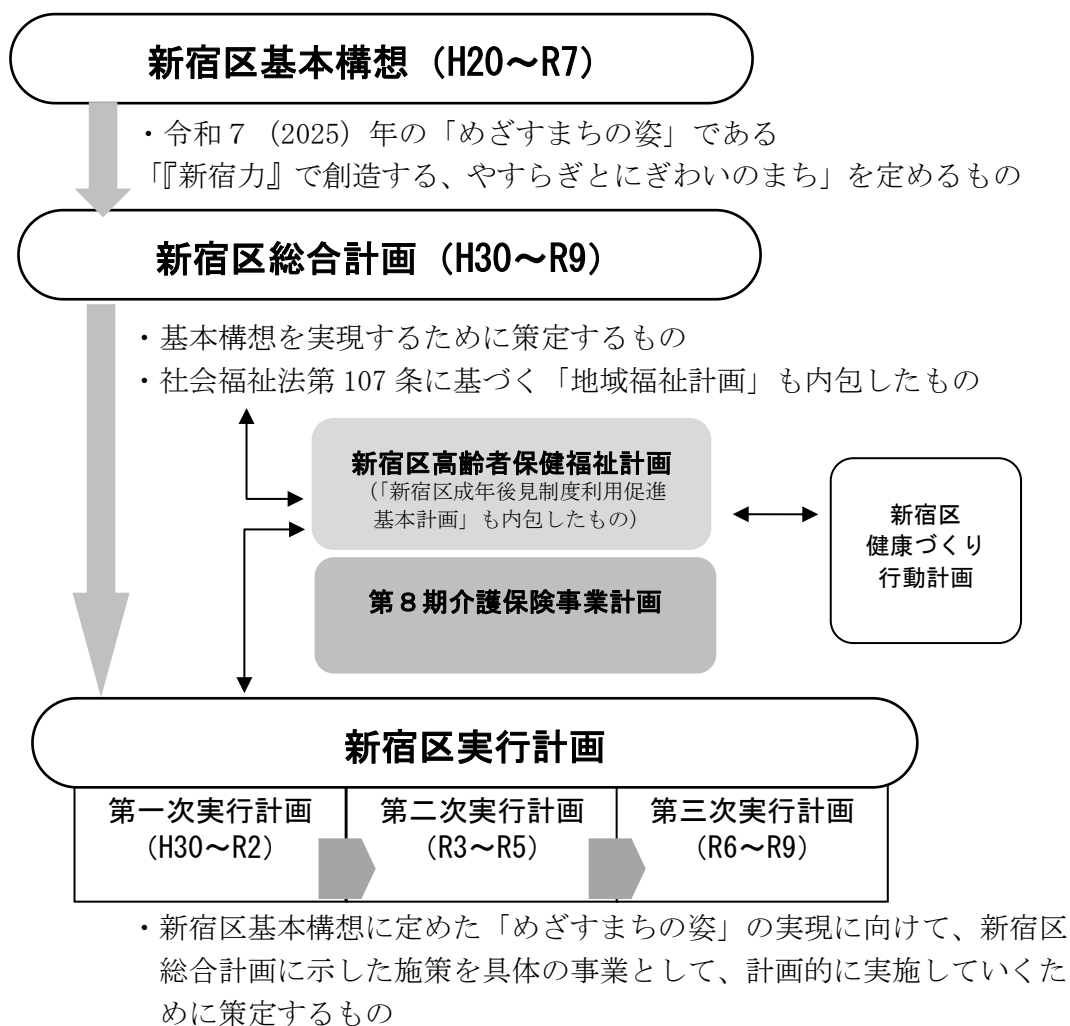 新宿区基本構想（H20～R7）
・令和７（2025）年の「めざすまちの姿」である
「『新宿力』で創造する、やすらぎとにぎわいのまち」を定めるもの
新宿区総合計画（H30～R9）
・基本構想を実現するために策定するもの
・社会福祉法第 107 条に基づく「地域福祉計画」も内包したもの
新宿区高齢者保健福祉計画
（「新宿区成年後見制度利用促進
基本計画」も内包したもの）
第８期介護保険事業計画
新宿区
健康づくり
行動計画
新宿区実行計画
第一次実行計画
（H30～R2）
第二次実行計画
（R3～R5）
第三次実行計画
（R6～R9）
・新宿区基本構想に定めた「めざすまちの姿」の実現に向けて、新宿区
総合計画に示した施策を具体の事業として、計画的に実施していくた
めに策定するもの